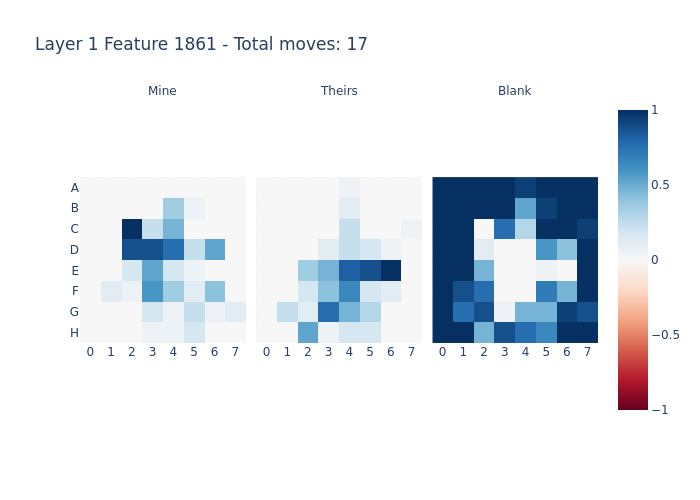 Layer 1 Feature 1861 - Total moves: 17
Mine
Theirs
Blank
A
B
C
D
E
F
G
H
0 1 2 3 4 5 6 7
0 1 2 3 4 5 6 7
0 1 2 3 4 5 6 7
1
0.5
0
−0.5
−1